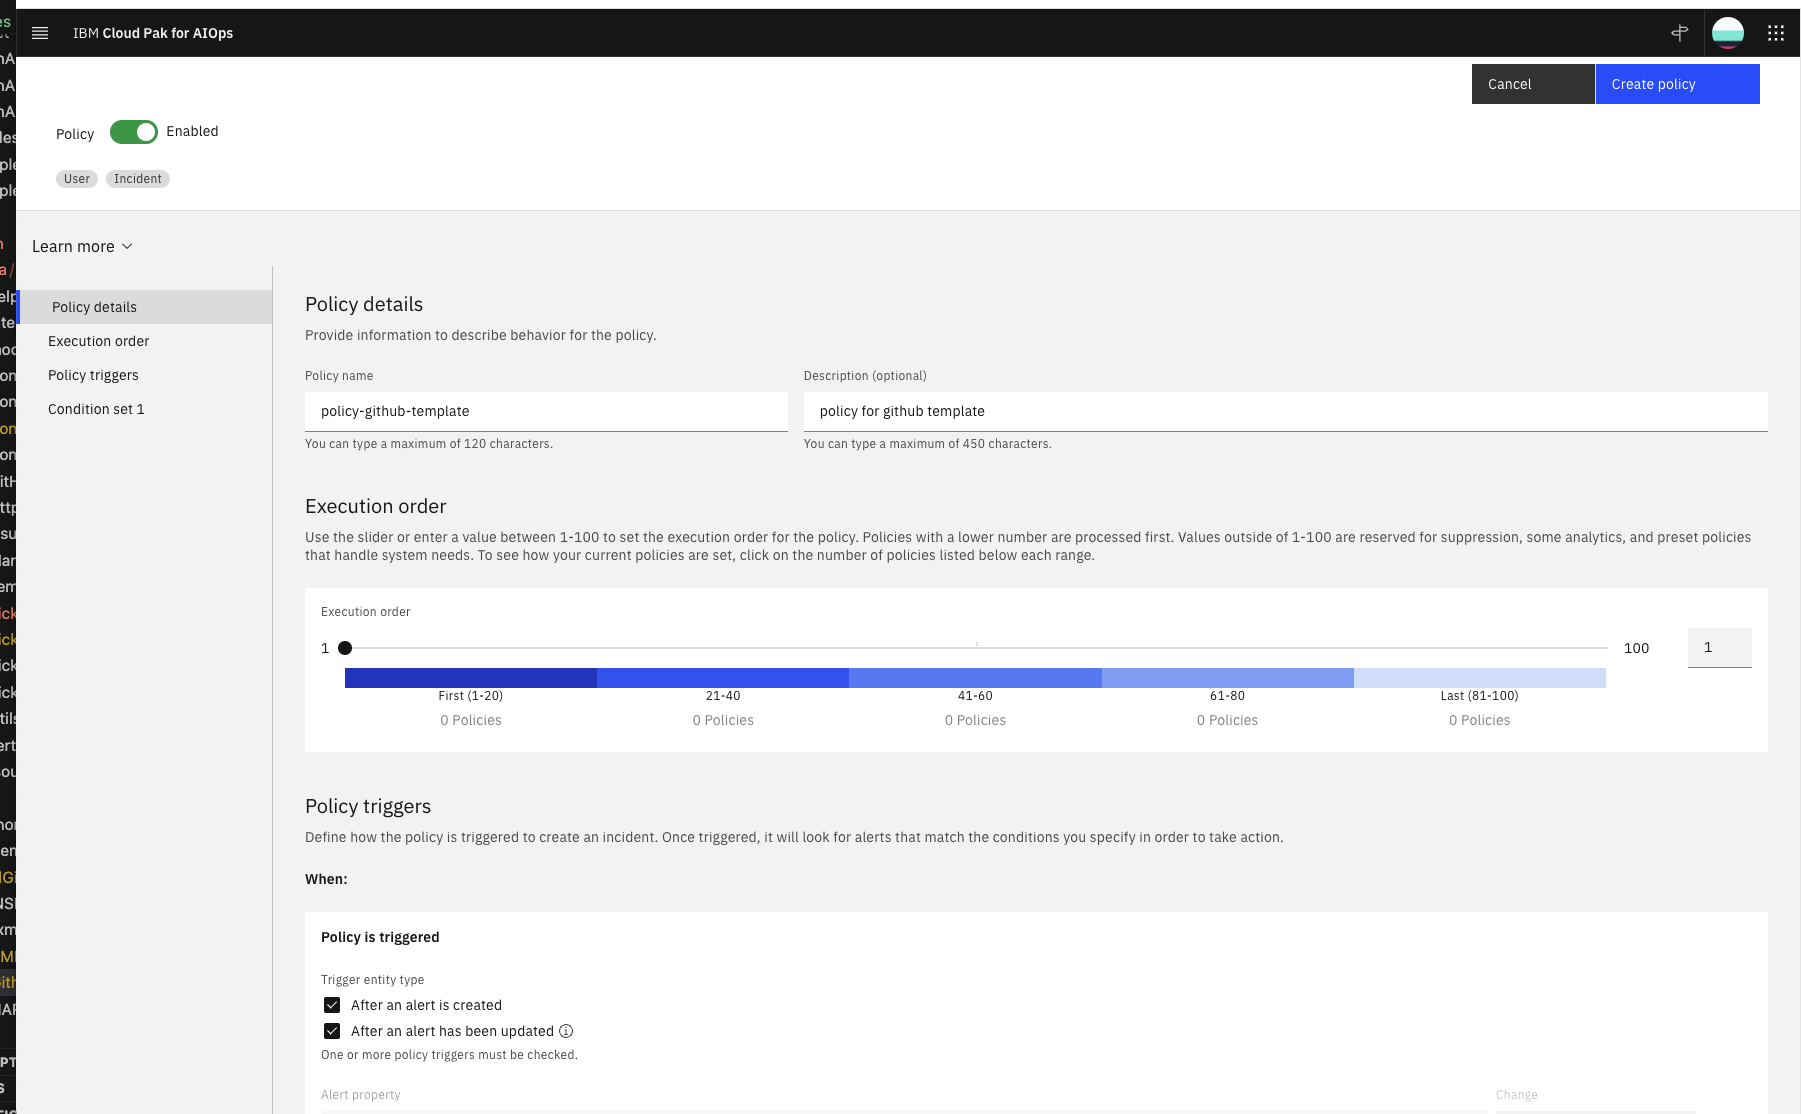 IBM Cloud Pak for AIOps
Cancel
Create policy
Policy
Enabled
User
Incident
Learn more
Policy details
Execution order
Policy triggers
Condition set 1
Policy details
Provide information to describe behavior for the policy.
Policy name
Description (optional)
policy-github-template
policy for github template
You can type a maximum of 120 characters.
You can type a maximum of 450 characters.
Execution order
Use the slider or enter a value between 1-100 to set the execution order for the policy. Policies with a lower number are processed first. Values outside of 1-100 are reserved for suppression, some analytics, and preset policies
that handle system needs. To see how your current policies are set, click on the number of policies listed below each range.
Execution order
1
100
1
First (1-20)
21-40
41-60
61-80
Last (81-100)
0 Policies
0 Policies
0 Policies
0 Policies
0 Policies
Policy triggers
Define how the policy is triggered to create an incident. Once triggered, it will look for alerts that match the conditions you specify in order to take action.
When:
Policy is triggered
Trigger entity type
After an alert is created
After an alert has been updated
One or more policy triggers must be checked.
Alert property
Change